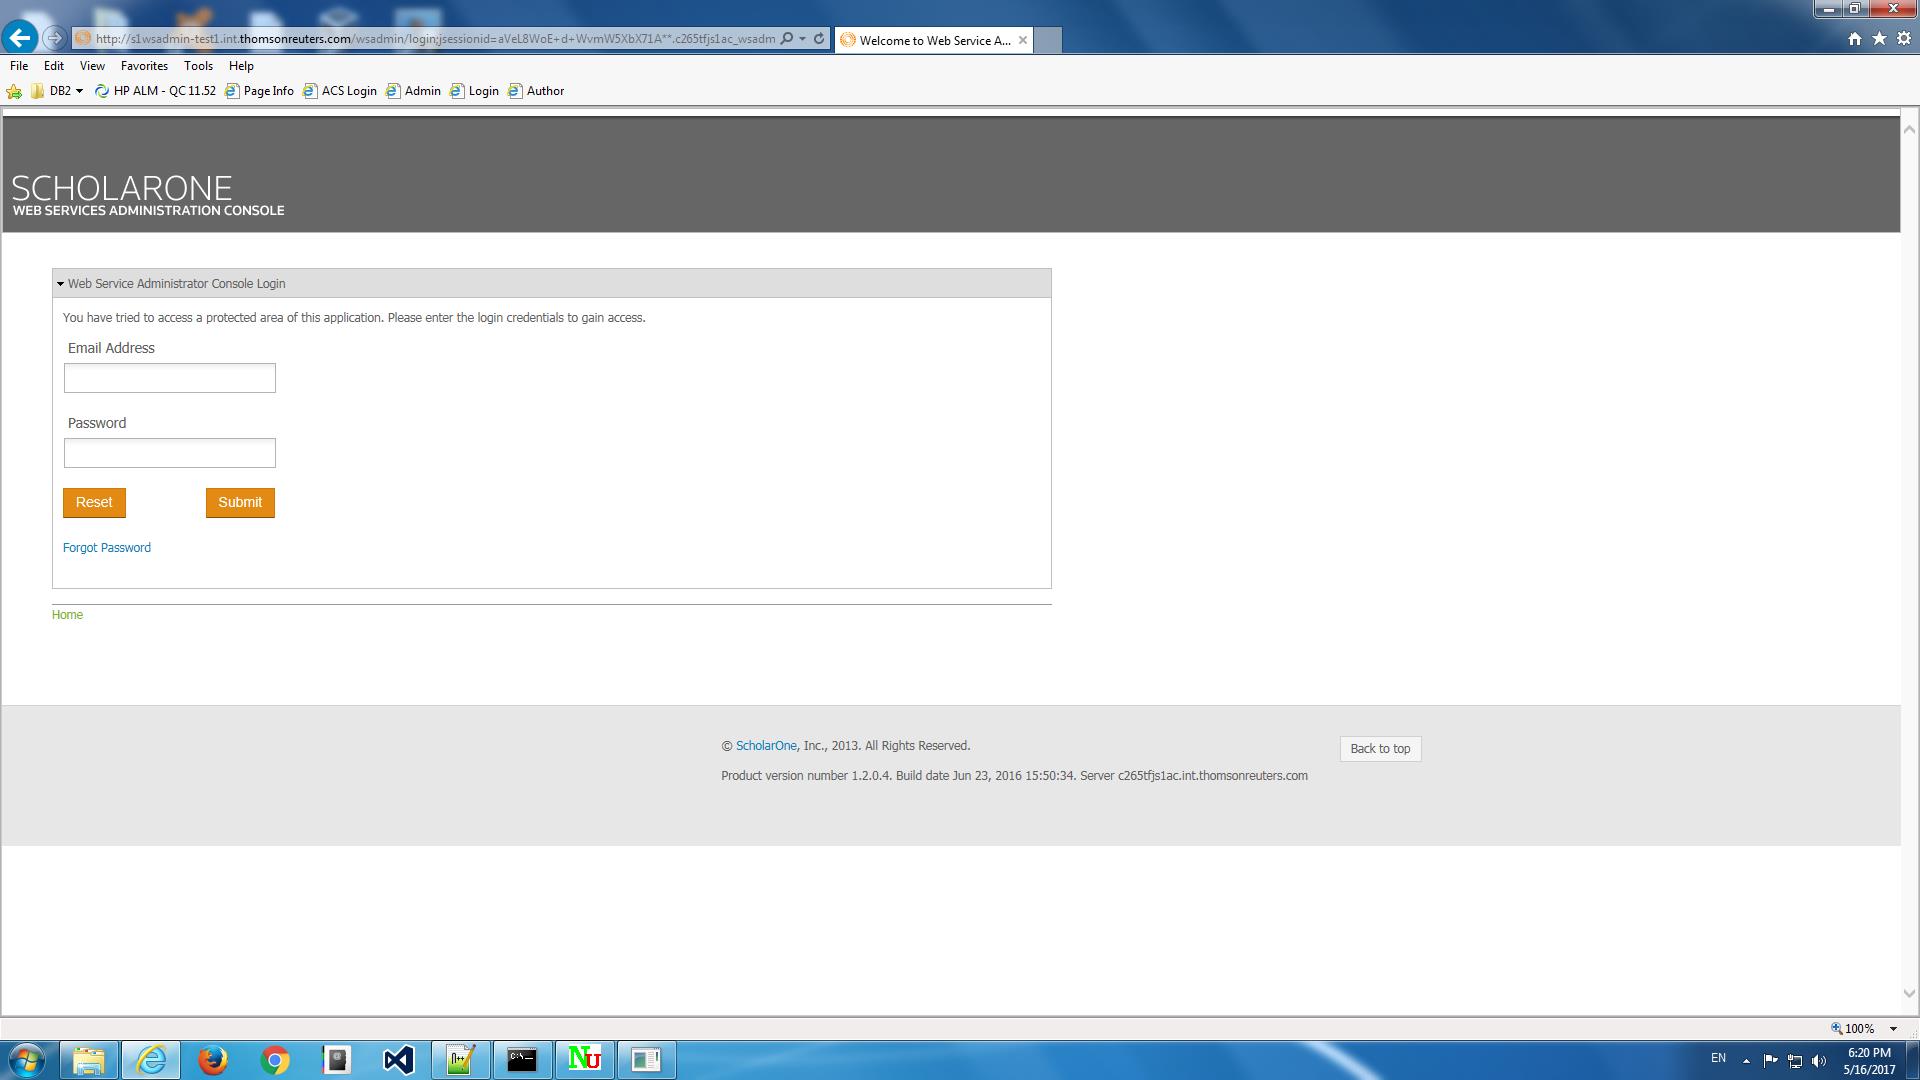 http://s1wsadmin-test1.int.thomsonreuters.com/wsadmin/login;jsessionid=aVeL8WoE+d+WvmW5XbX71A**.c265tfjs1ac_wsadm
Welcome to Web Service A...
File Edit View Favorites Tools Help
DB2 HP ALM - QC 11.52 Page Info ACS Login Admin Login Author
SCHOLARONE
WEB SERVICES ADMINISTRATION CONSOLE
Web Service Administrator Console Login
You have tried to access a protected area of this application. Please enter the login credentials to gain access.
Email Address
Password
Reset Submit
Forgot Password
Home
© ScholarOne, Inc., 2013. All Rights Reserved.
Back to top
Product version number 1.2.0.4. Build date Jun 23, 2016 15:50:34. Server c265tfjs1ac.int.thomsonreuters.com
100%
C:\_
Nu
EN
6:20 PM
5/16/2017